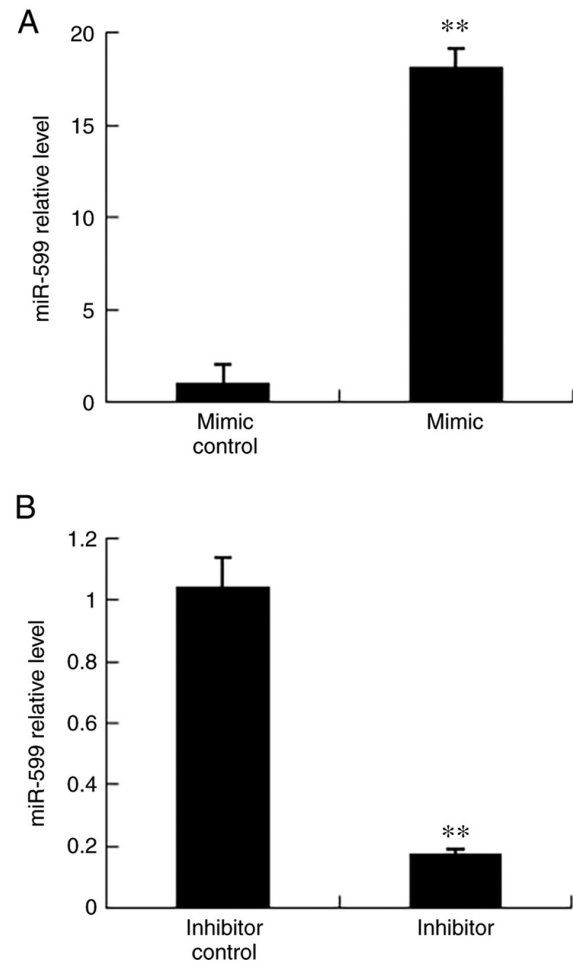 A
miR-599 relative level
20
15
10
5
0
**
Mimic
control
Mimic
B
miR-599 relative level
1.2
1
0.8
0.6
0.4
0.2
0
**
Inhibitor
control
Inhibitor